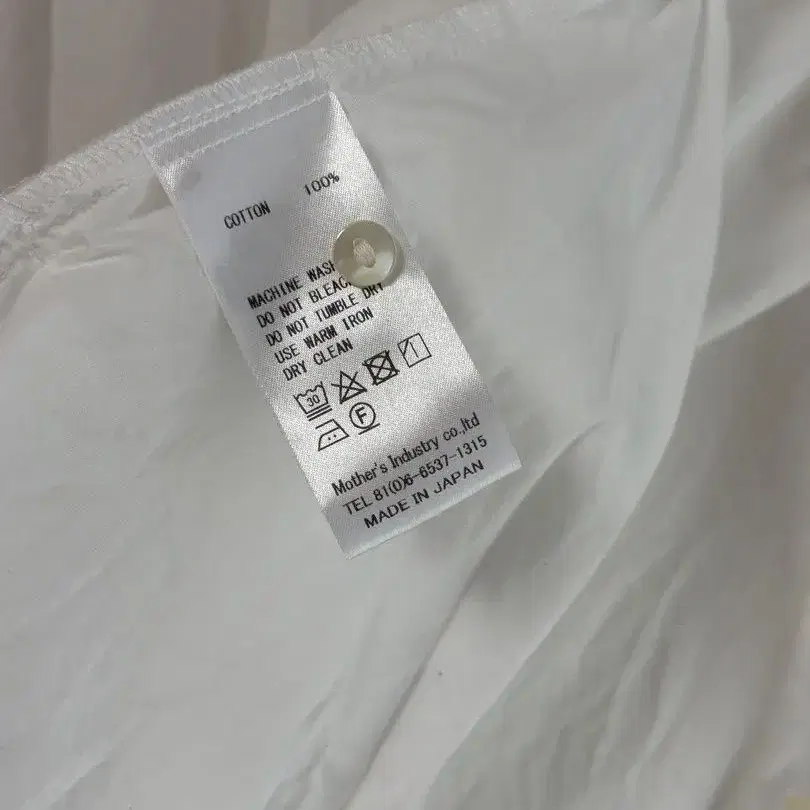 COTTON 100%
MACHINE WASH
DO NOT BLEACH
DO NOT TUMBLE DRY
USE WARM IRON
DRY CLEAN
30
F
Mother's Industry co.,ltd
TEL 81(0)6-6537-1315
MADE IN JAPAN